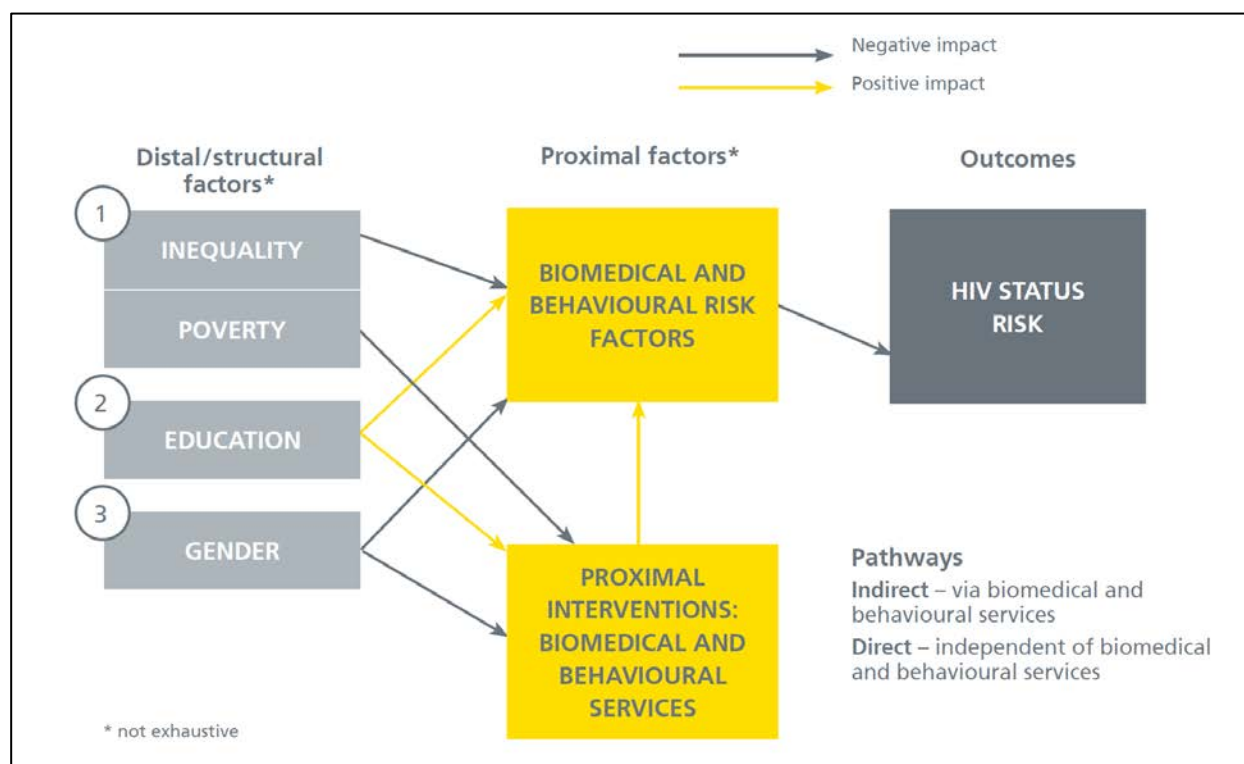 Negative impact
Positive impact
Distal/structural
factors*
Proximal factors*
Outcomes
1
INEQUALITY
POVERTY
2
EDUCATION
3
GENDER
BIOMEDICAL AND
BEHAVIOURAL RISK
FACTORS
HIV STATUS
RISK
PROXIMAL
INTERVENTIONS:
BIOMEDICAL AND
BEHAVIOURAL
SERVICES
Pathways
Indirect – via biomedical and
behavioural services
Direct – independent of biomedical
and behavioural services
* not exhaustive